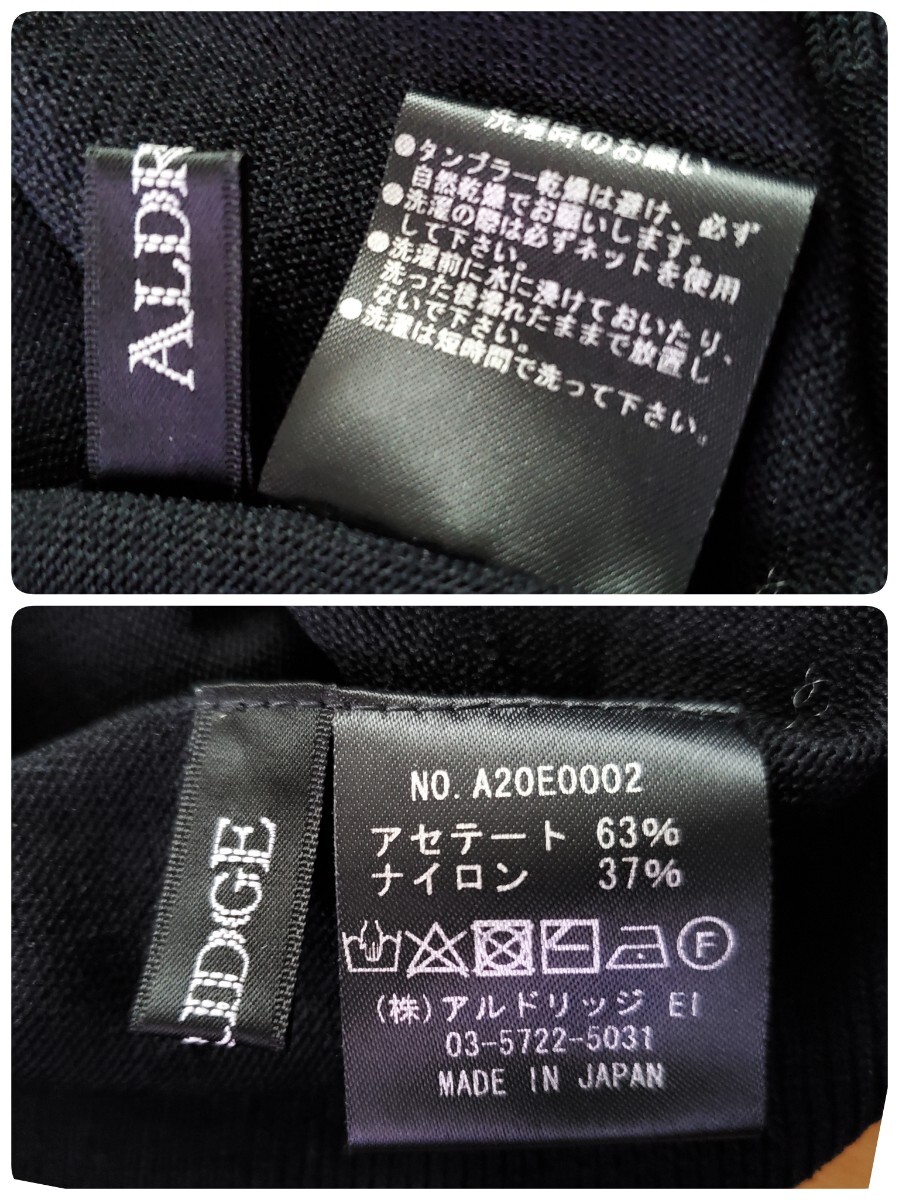 ALDR
洗濯時のお願い
●タンブラー乾燥は避け、必ず
自然乾燥でお願いします。
●洗濯の際は必ずネットを使用
して下さい。
●洗濯前に水に浸けておいたり、
洗った後濡れたままで放置し
ないで下さい。
●洗濯は短時間で洗って下さい。
RIDGE
NO. A20E0002
アセテート 63%
ナイロン 37%
F
(株)アルドリッジ EI
03-5722-5031
MADE IN JAPAN